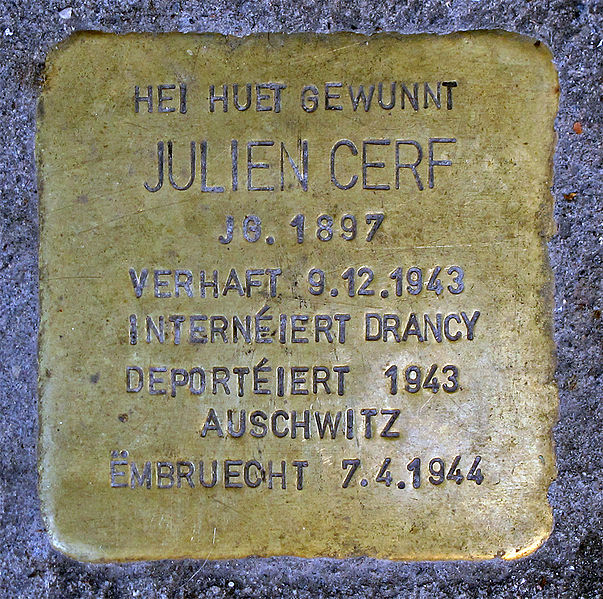 HEI HUET GEWUNNT
JULIEN CERF
JG. 1897
VERHAFT 9.12.1943
INTERNÉIERT DRANCY
DEPORTÉIERT 1943
AUSCHWITZ
ËMBRUECHT 7.4.1944